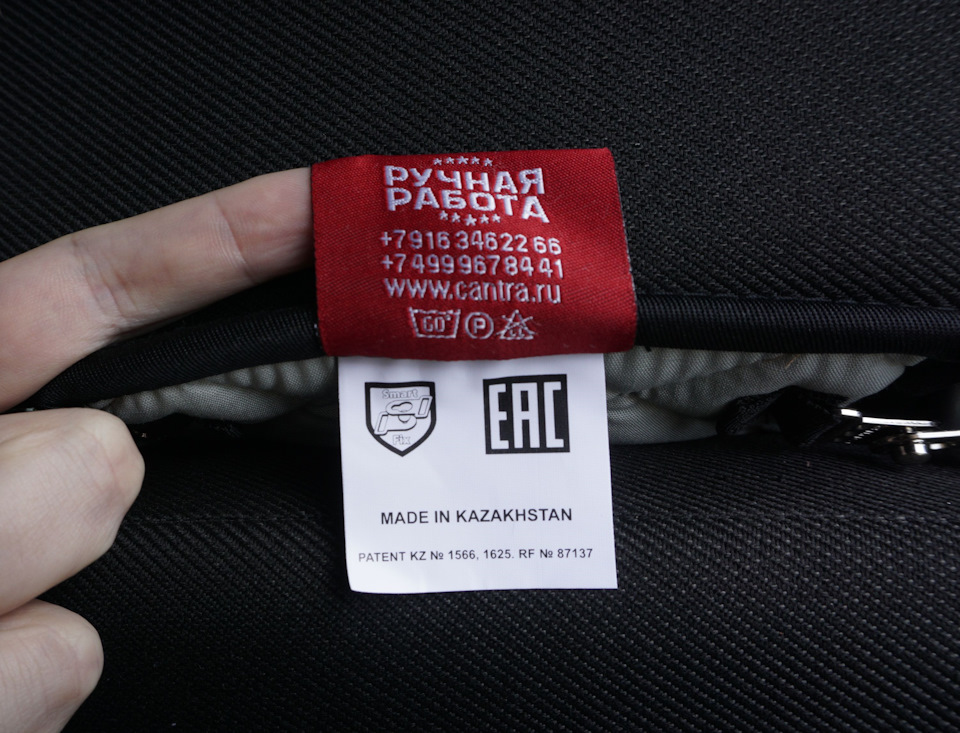 РУЧНАЯ
РАБОТА
+7 916 346 22 66
+7 499 967 84 41
www.cantra.ru
60° P
Smart
Fix
EAC
MADE IN KAZAKHSTAN
PATENT KZ № 1566, 1625. RF № 87137